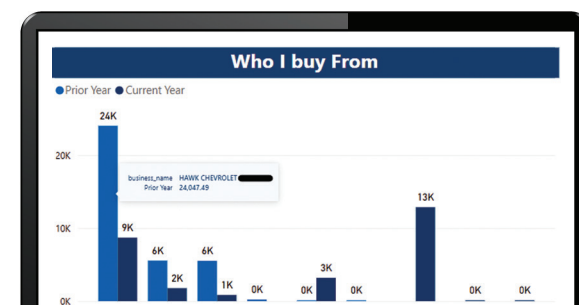 Who I buy From
Prior Year Current Year
24K
20K
business_name HAWK CHEVROLET
Prior Year 24,047.49
13K
10K
9K
6K 6K
3K
2K
1K
0K 0K 0K 0K 0K
0K